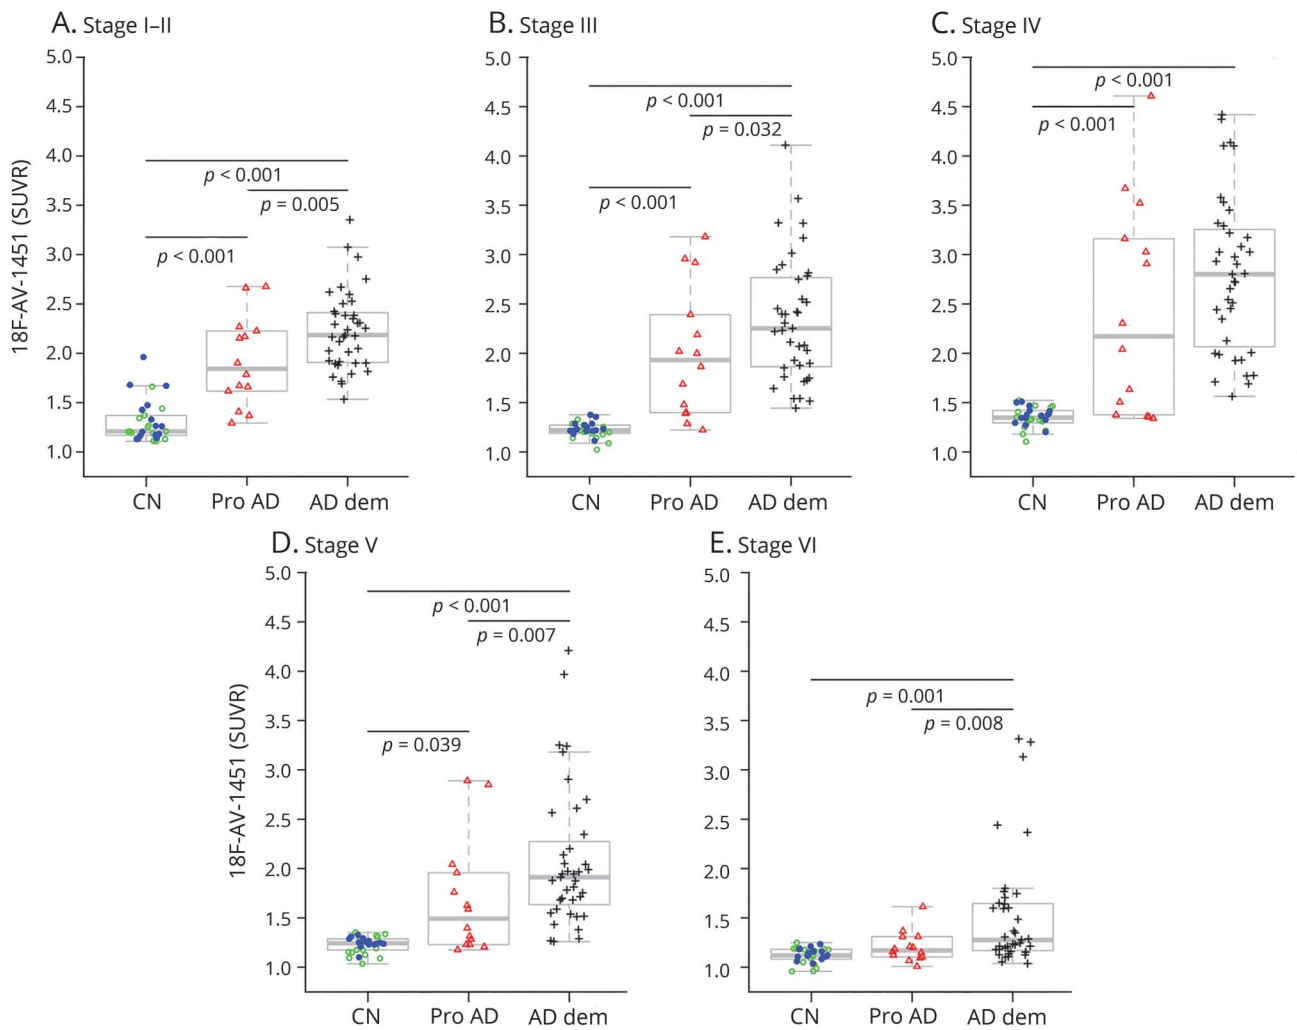 A. Stage I–II
5.0
4.5
4.0
3.5
3.0
2.5
2.0
1.5
1.0
18F-AV-1451 (SUVR)
p < 0.001
p = 0.005
p < 0.001
CN
Pro AD
AD dem
B. Stage III
5.0
4.5
4.0
3.5
3.0
2.5
2.0
1.5
1.0
p < 0.001
p = 0.032
p < 0.001
CN
Pro AD
AD dem
C. Stage IV
5.0
4.5
4.0
3.5
3.0
2.5
2.0
1.5
1.0
p < 0.001
p < 0.001
CN
Pro AD
AD dem
D. Stage V
5.0
4.5
4.0
3.5
3.0
2.5
2.0
1.5
1.0
18F-AV-1451 (SUVR)
p < 0.001
p = 0.007
p = 0.039
CN
Pro AD
AD dem
E. Stage VI
5.0
4.5
4.0
3.5
3.0
2.5
2.0
1.5
1.0
p = 0.001
p = 0.008
CN
Pro AD
AD dem